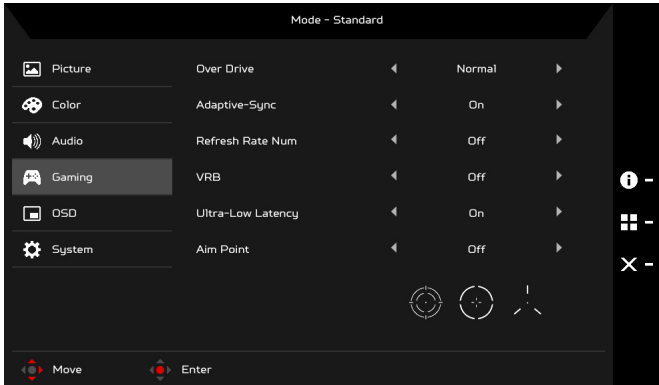 Mode - Standard
Picture
Over Drive
Normal
Color
Adaptive-Sync
On
Audio
Refresh Rate Num
Off
Gaming
VRB
Off
OSD
Ultra-Low Latency
On
System
Aim Point
Off
Move
Enter